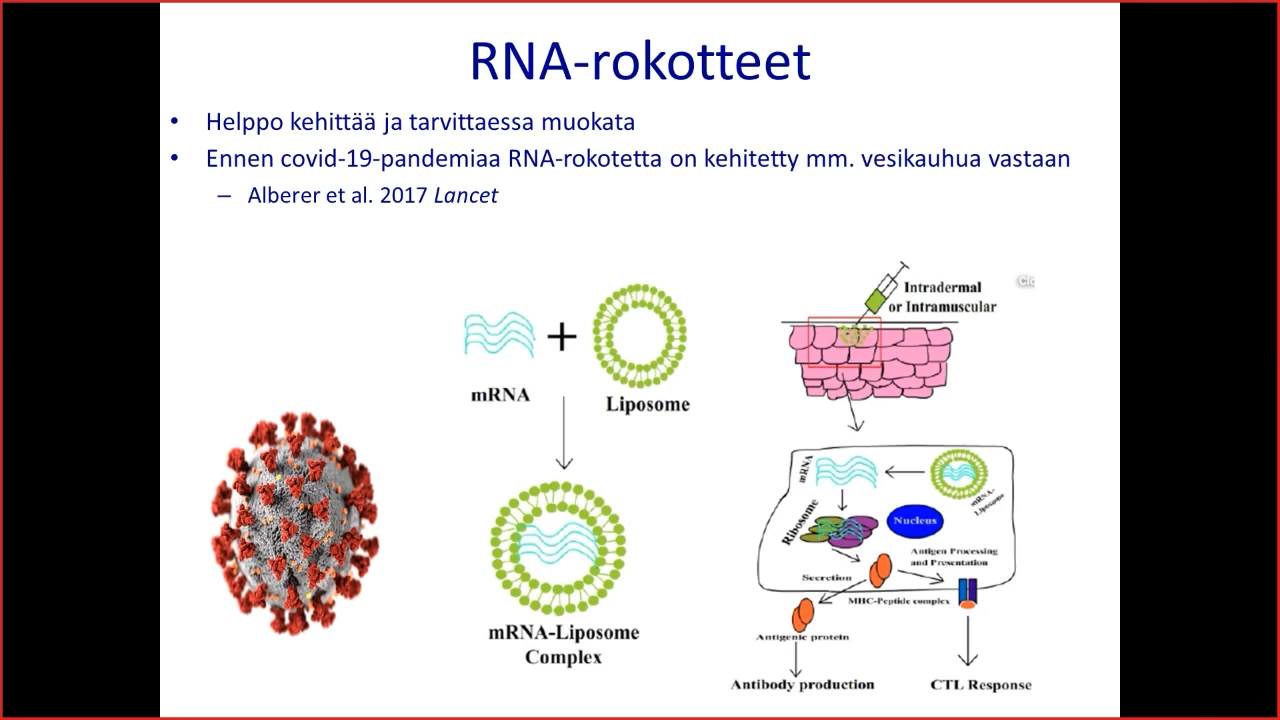 RNA-rokotteet
• Helppo kehittää ja tarvittaessa muokata
• Ennen covid-19-pandemiaa RNA-rokotetta on kehitetty mm. vesikauhua vastaan
– Alberer et al. 2017 Lancet
mRNA
+
Liposome
mRNA-Liposome
Complex
Intradermal
or Intramuscular
mRNA
mRNA-
Liposome
Ribosome
Nucleus
Antigen Processing
and Presentation
Secretion
MHC-Peptide complex
Antigenic protein
Antibody production
CTL Response